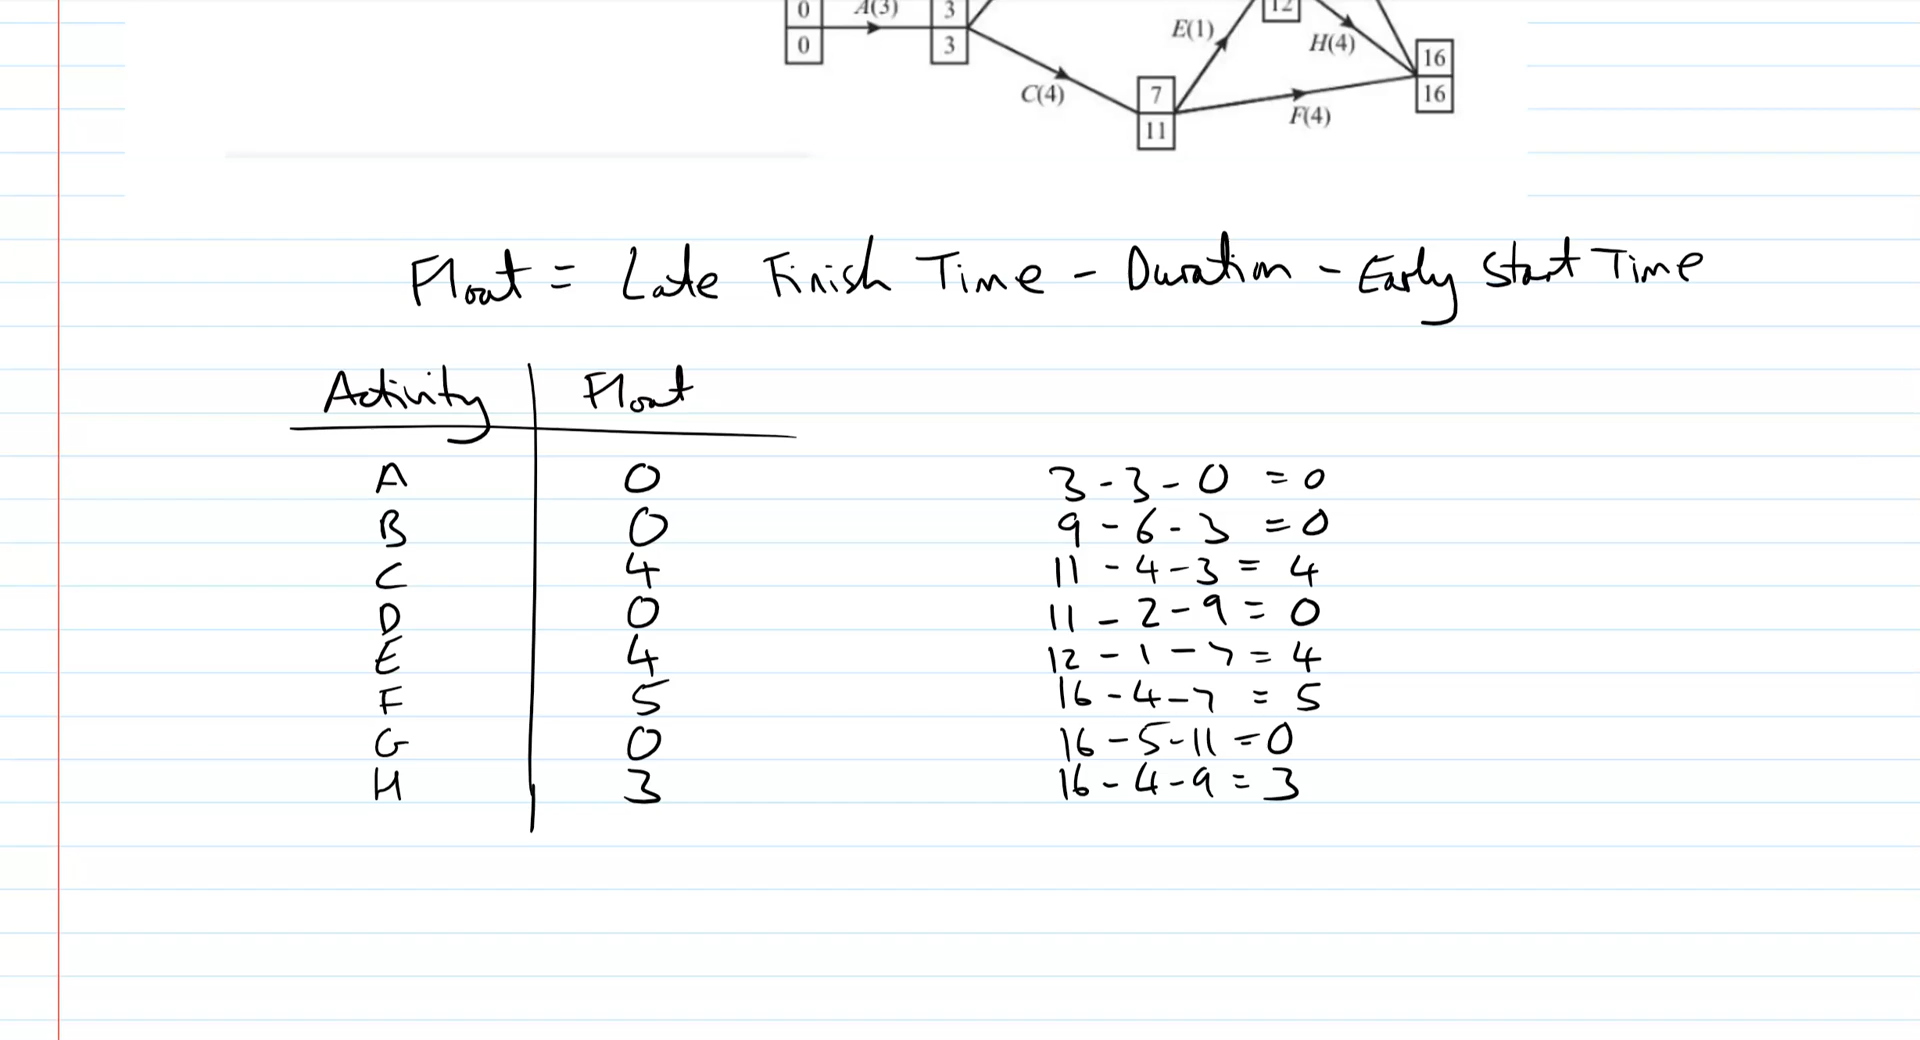 0 A(3) 3 12
0 3 E(1) H(4) 16
C(4) 7 16
11 F(4)
Float = Late Finish Time - Duration - Early Start Time
Activity Float
A 0 3 - 3 - 0 = 0
B 0 9 - 6 - 3 = 0
C 4 11 - 4 - 3 = 4
D 0 11 - 2 - 9 = 0
E 4 12 - 1 - 7 = 4
F 5 16 - 4 - 7 = 5
G 0 16 - 5 - 11 = 0
H 3 16 - 4 - 9 = 3